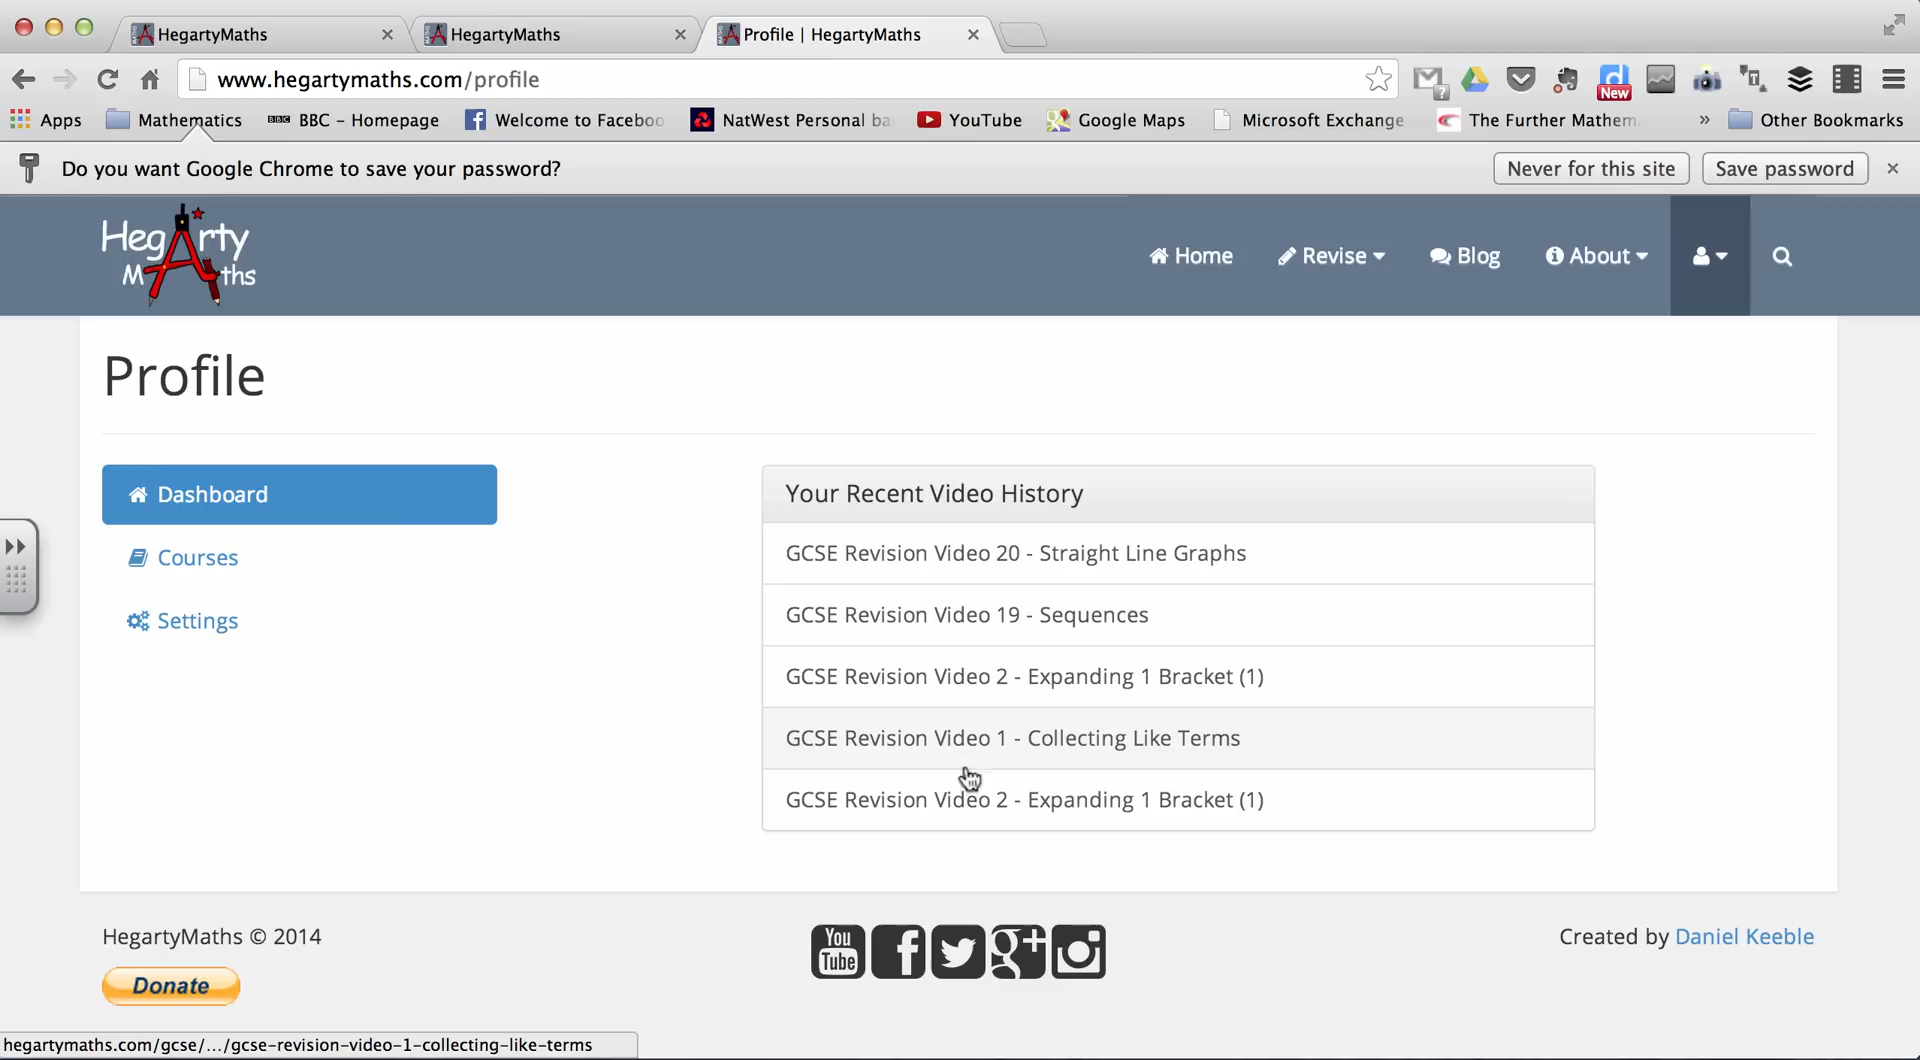 HegartyMaths
HegartyMaths
Profile | HegartyMaths
www.hegartymaths.com/profile
?
d
New
T
Apps
Mathematics
BBC
BBC - Homepage
Welcome to Faceboo
NatWest Personal ba
YouTube
Google Maps
Microsoft Exchange
The Further Mathem
»
Other Bookmarks
Do you want Google Chrome to save your password?
Never for this site
Save password
Hegarty
Maths
Home
Revise
Blog
About
Profile
Dashboard
Courses
Settings
Your Recent Video History
GCSE Revision Video 20 - Straight Line Graphs
GCSE Revision Video 19 - Sequences
GCSE Revision Video 2 - Expanding 1 Bracket (1)
GCSE Revision Video 1 - Collecting Like Terms
GCSE Revision Video 2 - Expanding 1 Bracket (1)
HegartyMaths © 2014
You
Tube
f
g+
Created by Daniel Keeble
Donate
hegartymaths.com/gcse/.../gcse-revision-video-1-collecting-like-terms